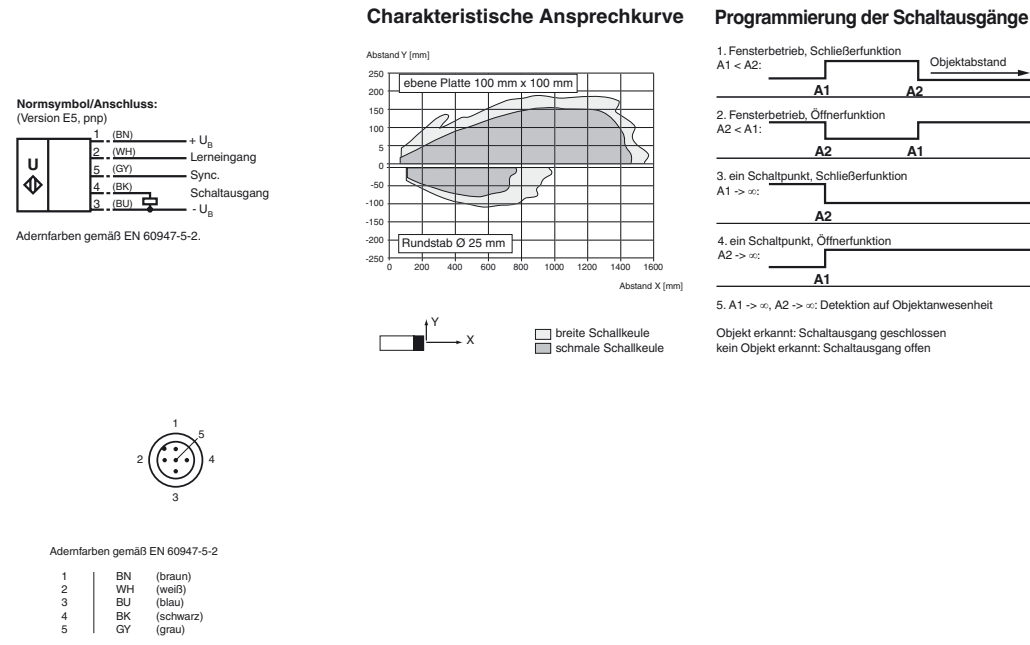 Charakteristische Ansprechkurve
Programmierung der Schaltausgänge
Normsymbol/Anschluss:
(Version E5, pnp)
U
1 (BN) + UB
2 (WH) Lerneingang
5 (GY) Sync.
4 (BK) Schaltausgang
3 (BU) - UB
Adernfarben gemäß EN 60947-5-2.
Abstand Y [mm]
ebene Platte 100 mm x 100 mm
250
200
150
100
5
0
-50
-100
-150
-200
-250
Rundstab Ø 25 mm
0 200 400 600 800 1000 1200 1400 1600
Abstand X [mm]
Y
X
breite Schallkeule
schmale Schallkeule
1. Fensterbetrieb, Schließerfunktion
A1 < A2:
Objektabstand
A1 A2
2. Fensterbetrieb, Öffnerfunktion
A2 < A1:
A2 A1
3. ein Schaltpunkt, Schließerfunktion
A1 -> ∞:
A2
4. ein Schaltpunkt, Öffnerfunktion
A2 -> ∞:
A1
5. A1 -> ∞, A2 -> ∞: Detektion auf Objektanwesenheit
Objekt erkannt: Schaltausgang geschlossen
kein Objekt erkannt: Schaltausgang offen
1
5
2
4
3
Adernfarben gemäß EN 60947-5-2
1 BN (braun)
2 WH (weiß)
3 BU (blau)
4 BK (schwarz)
5 GY (grau)